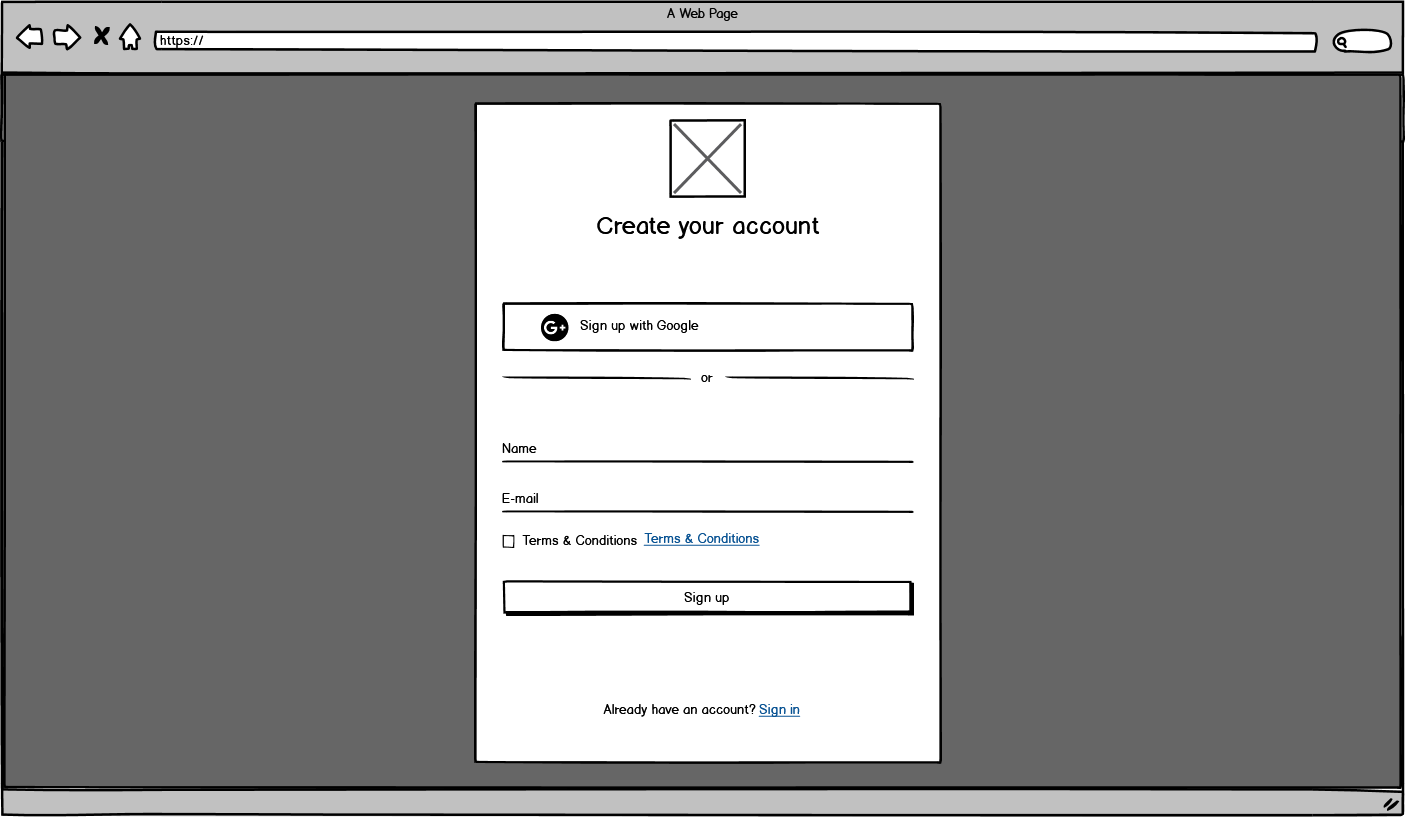 A Web Page
https://
Create your account
G+ Sign up with Google
or
Name
E-mail
Terms & Conditions Terms & Conditions
Sign up
Already have an account? Sign in